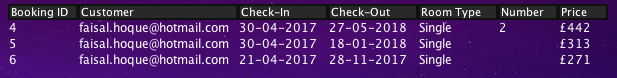 Booking ID Customer Check-In Check-Out Room Type Number Price
4 faisal.hoque@hotmail.com 30-04-2017 27-05-2018 Single 2 £442
5 faisal.hoque@hotmail.com 30-04-2017 18-01-2018 Single £313
6 faisal.hoque@hotmail.com 21-04-2017 28-11-2017 Single £271